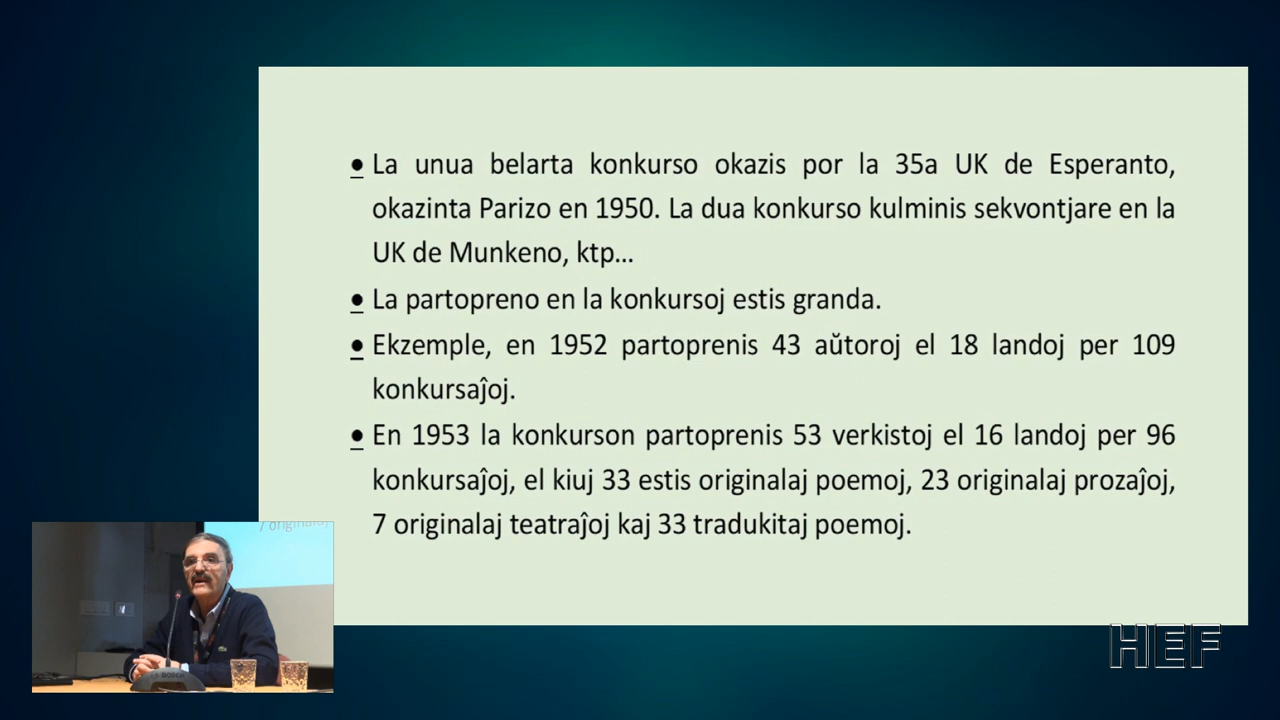 • La unua belarta konkurso okazis por la 35a UK de Esperanto,
okazinta Parizo en 1950. La dua konkurso kulminis sekvontjare en la
UK de Munkeno, ktp...
• La partopreno en la konkursoj estis granda.
• Ekzemple, en 1952 partoprenis 43 aŭtoroj el 18 landoj per 109
konkursaĵoj.
• En 1953 la konkurson partoprenis 53 verkistoj el 16 landoj per 96
konkursaĵoj, el kiuj 33 estis originalaj poemoj, 23 originalaj prozaĵoj,
7 originalaj teatraĵoj kaj 33 tradukitaj poemoj.
7 originalaj
BOSCH
HEF